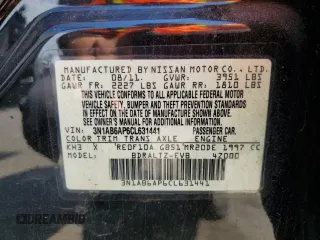 MANUFACTURED BY NISSAN MOTOR CO., LTD.
DATE: 08/11 GVWR: 3951 LBS
GAWR FR: 2227 LBS GAWR RR: 1810 LBS
THIS VEHICLE CONFORMS TO ALL APPLICABLE FEDERAL MOTOR
VEHICLE SAFETY, BUMPER AND THEFT PREVENTION STANDARDS
IN EFFECT ON THE DATE OF MANUFACTURE SHOWN ABOVE.
VIN: 3N1AB6AP6CL631441 PASSENGER CAR.
COLOR TRIM TRANS AXLE ENGINE
KH3 X RE0F10A GB51 MR20DE 1997 CC
MODEL: BDRALTZ-EVB 4Z000
3N1AB6AP6CL631441